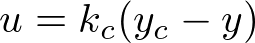 u = k_c(y_c − y)